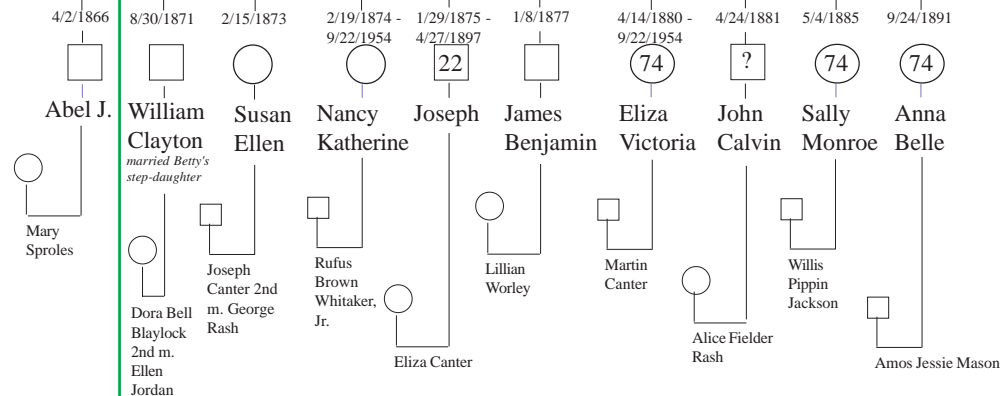 4/2/1866
8/30/1871
2/15/1873
2/19/1874 -
9/22/1954
1/29/1875 -
4/27/1897
1/8/1877
4/14/1880 -
9/22/1954
4/24/1881
5/4/1885
9/24/1891
22
74
?
74
74
Abel J.
William
Clayton
married Betty's
step-daughter
Susan
Ellen
Nancy
Katherine
Joseph
James
Benjamin
Eliza
Victoria
John
Calvin
Sally
Monroe
Anna
Belle
Mary
Sproles
Dora Bell
Blaylock
2nd m.
Ellen
Jordan
Joseph
Canter 2nd
m. George
Rash
Rufus
Brown
Whitaker,
Jr.
Eliza Canter
Lillian
Worley
Martin
Canter
Alice Fielder
Rash
Willis
Pippin
Jackson
Amos Jessie Mason